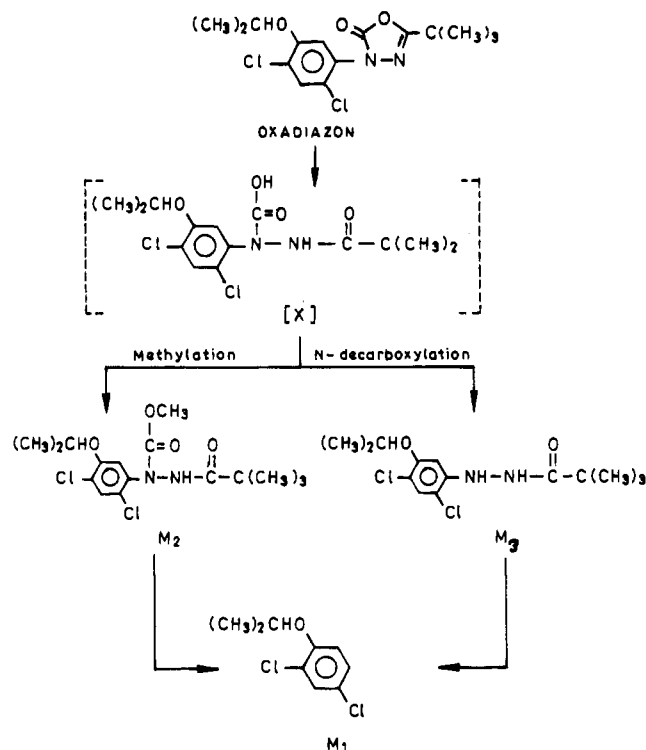 (CH₃)₂CHO O O C(CH₃)₃
Cl N N
Cl
OXADIAZON
OH
(CH₃)₂CHO C=O O
Cl N NH C C(CH₃)₂
Cl
[X]
Methylation N-decarboxylation
OCH₃
(CH₃)₂CHO C=O O (CH₃)₂CHO O
Cl N-NH-C-C(CH₃)₃ Cl NH-NH-C-C(CH₃)₃
Cl Cl
M₂ M₃
(CH₃)₂CHO
Cl
Cl
M₁